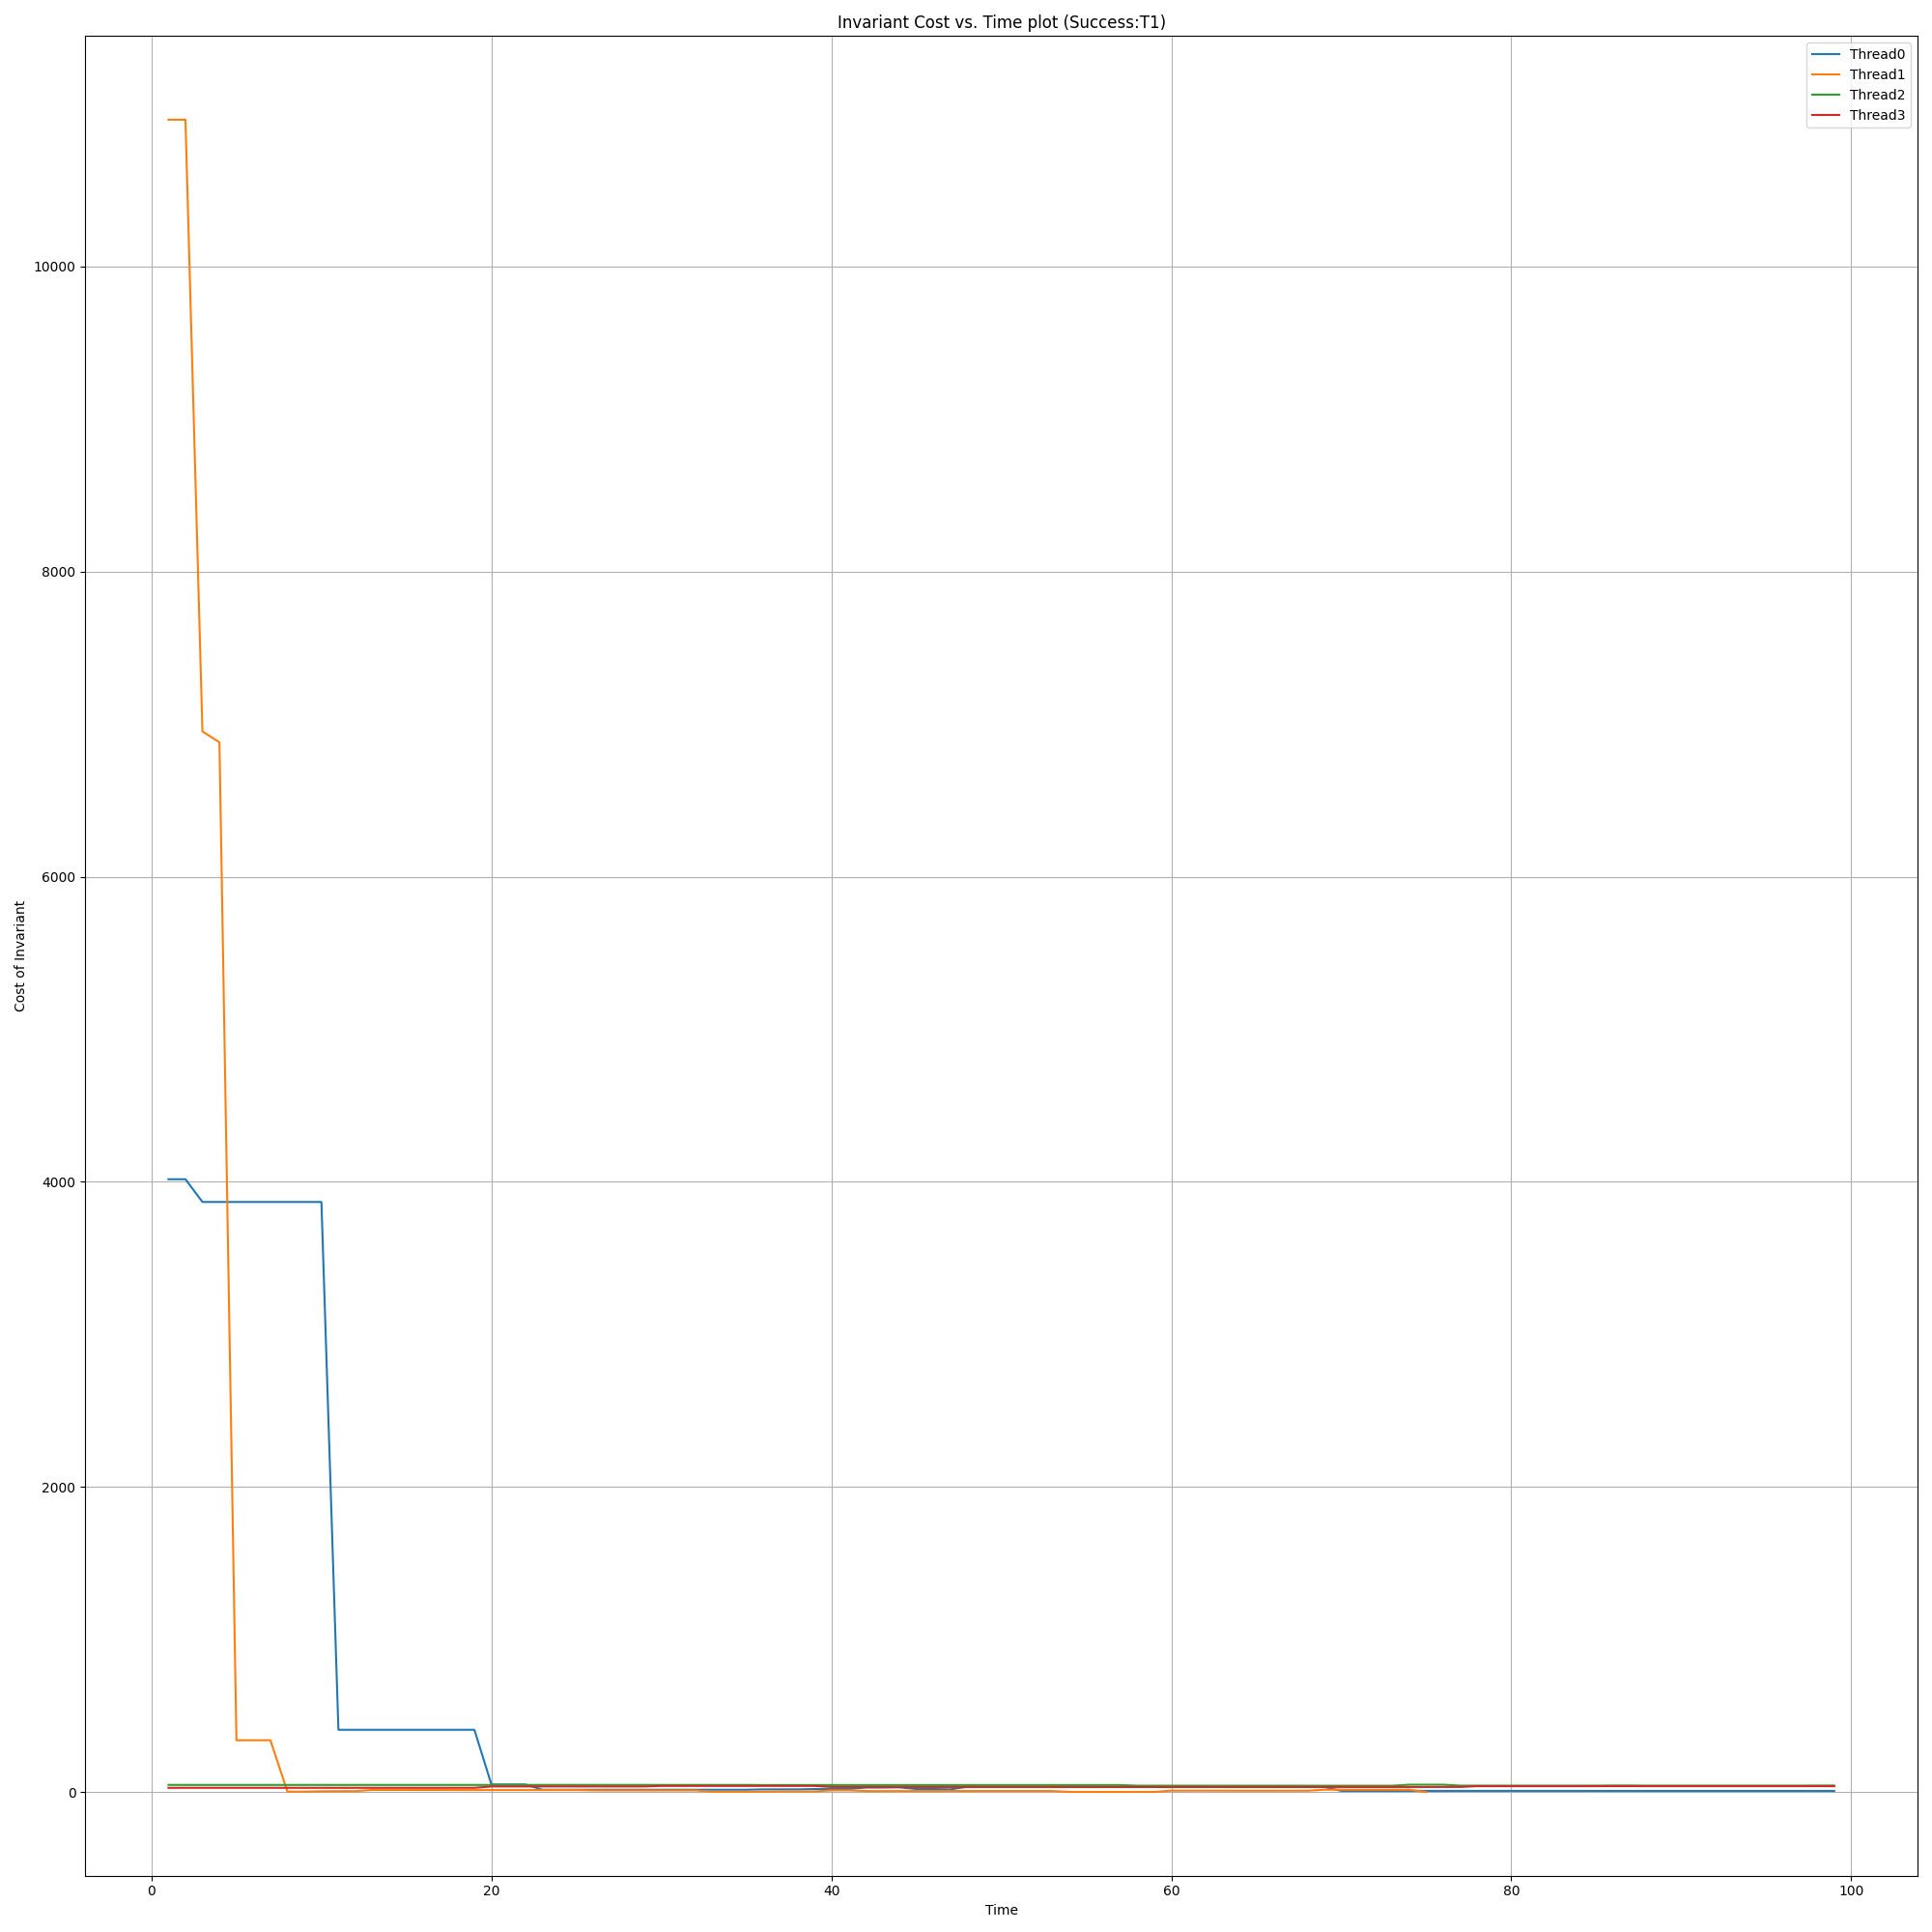 Invariant Cost vs. Time plot (Success:T1)
Thread0
Thread1
Thread2
Thread3
10000
8000
6000
4000
2000
0
Cost of Invariant
0 20 40 60 80 100
Time